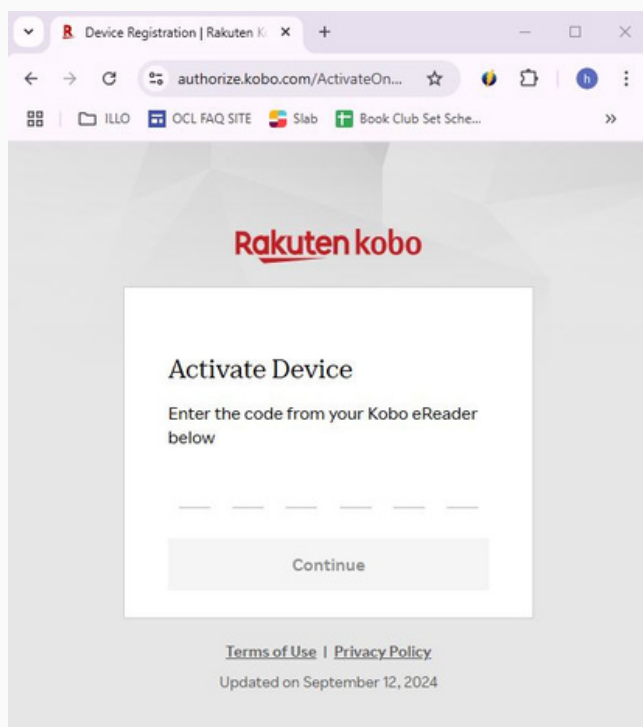 R Device Registration | Rakuten K
authorize.kobo.com/ActivateOn... h
ILLO OCL FAQ SITE Slab Book Club Set Sche... »
Rakuten kobo
Activate Device
Enter the code from your Kobo eReader
below
Continue
Terms of Use | Privacy Policy
Updated on September 12, 2024